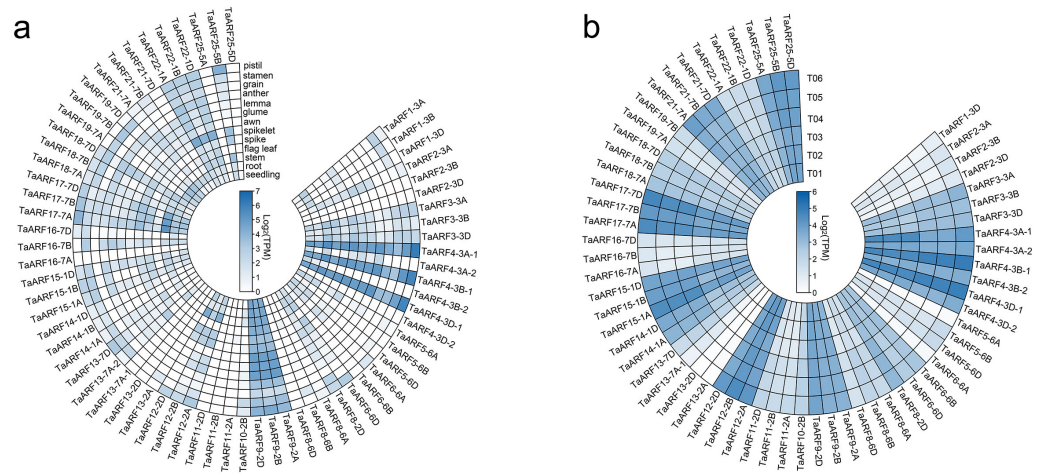 a
TaARF1-3A
TaARF1-3B
TaARF1-3D
TaARF2-3A
TaARF2-3B
TaARF2-3D
TaARF3-3A
TaARF3-3B
TaARF3-3D
TaARF4-3A-1
TaARF4-3A-2
TaARF4-3B-1
TaARF4-3B-2
TaARF4-3D-1
TaARF4-3D-2
TaARF5-6A
TaARF5-6B
TaARF5-6D
TaARF6-6A
TaARF6-6B
TaARF6-6D
TaARF8-2D
TaARF8-6A
TaARF8-6B
TaARF8-6D
TaARF9-2A
TaARF9-2B
TaARF9-2D
TaARF10-2B
TaARF11-2A
TaARF11-2B
TaARF11-2D
TaARF12-2A
TaARF12-2B
TaARF12-2D
TaARF13-2A
TaARF13-2D
TaARF13-7A-1
TaARF13-7A-2
TaARF13-7D
TaARF14-1A
TaARF14-1B
TaARF14-1D
TaARF15-1A
TaARF15-1B
TaARF15-1D
TaARF16-7A
TaARF16-7B
TaARF16-7D
TaARF17-7A
TaARF17-7B
TaARF17-7D
TaARF18-7A
TaARF18-7B
TaARF18-7D
TaARF19-7A
TaARF19-7B
TaARF19-7D
TaARF21-7A
TaARF21-7B
TaARF21-7D
TaARF22-1A
TaARF22-1B
TaARF22-1D
TaARF25-5A
TaARF25-5B
TaARF25-5D
pistil
stamen
grain
anther
lemma
glume
awn
spikelet
spike
flag leaf
stem
root
seedling
7
6
5
4
3
2
1
0
Log₂(TPM)
b
TaARF1-3D
TaARF2-3A
TaARF2-3B
TaARF2-3D
TaARF3-3A
TaARF3-3B
TaARF3-3D
TaARF4-3A-1
TaARF4-3A-2
TaARF4-3B-1
TaARF4-3B-2
TaARF4-3D-1
TaARF4-3D-2
TaARF5-6A
TaARF5-6B
TaARF5-6D
TaARF6-6A
TaARF6-6B
TaARF6-6D
TaARF8-2D
TaARF8-6A
TaARF8-6B
TaARF8-6D
TaARF9-2A
TaARF9-2B
TaARF9-2D
TaARF10-2B
TaARF11-2A
TaARF11-2B
TaARF11-2D
TaARF12-2A
TaARF12-2B
TaARF12-2D
TaARF13-2A
TaARF13-2D
TaARF13-7A-1
TaARF13-7D
TaARF14-1A
TaARF14-1D
TaARF15-1A
TaARF15-1B
TaARF15-1D
TaARF16-7A
TaARF16-7B
TaARF16-7D
TaARF17-7A
TaARF17-7B
TaARF17-7D
TaARF18-7A
TaARF18-7B
TaARF18-7D
TaARF19-7A
TaARF19-7B
TaARF21-7A
TaARF21-7B
TaARF21-7D
TaARF22-1A
TaARF22-1B
TaARF22-1D
TaARF25-5A
TaARF25-5B
TaARF25-5D
T06
T05
T04
T03
T02
T01
6
5
4
3
2
1
0
Log₂(TPM)